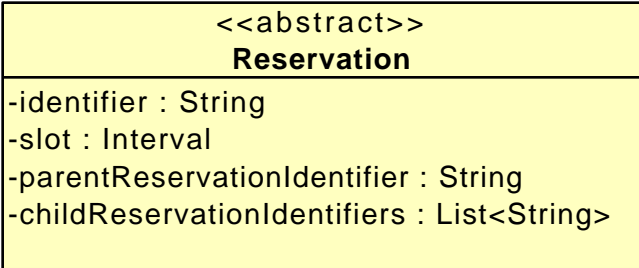 <<abstract>>
Reservation
-identifier : String
-slot : Interval
-parentReservationIdentifier : String
-childReservationIdentifiers : List<String>